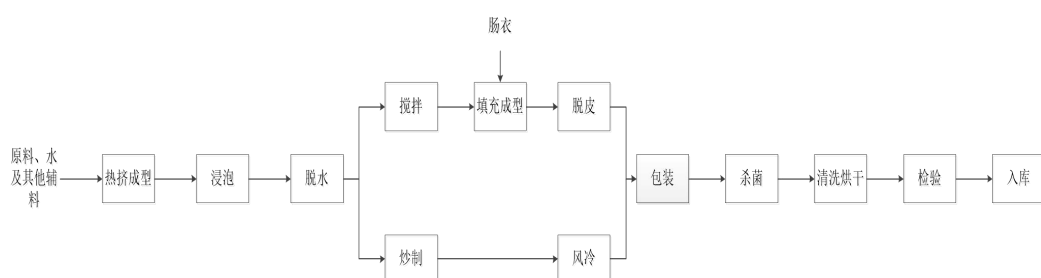 肠衣
搅拌
填充成型
脱皮
原料、水
及其他辅
料
热挤成型
浸泡
脱水
包装
杀菌
清洗烘干
检验
入库
炒制
风冷